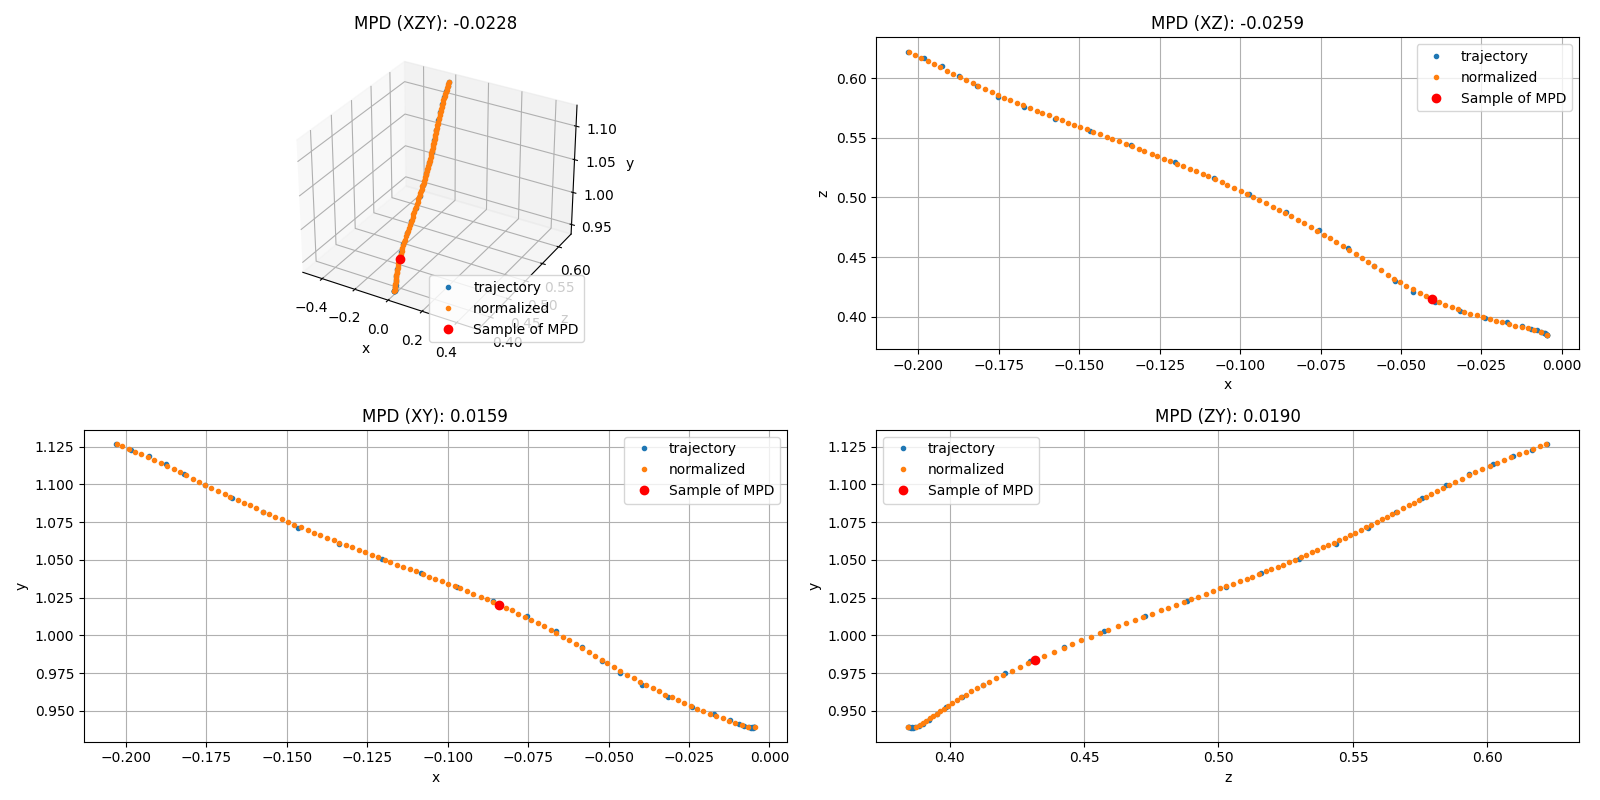 MPD (XZY): -0.0228
1.10
1.05
1.00
0.95
y
0.60
0.55
0.50
0.45
0.40
z
−0.4
−0.2
0.0
0.2
0.4
x
trajectory
normalized
Sample of MPD
MPD (XZ): -0.0259
trajectory
normalized
Sample of MPD
0.60
0.55
0.50
0.45
0.40
z
−0.200 −0.175 −0.150 −0.125 −0.100 −0.075 −0.050 −0.025 0.000
x
MPD (XY): 0.0159
trajectory
normalized
Sample of MPD
1.125
1.100
1.075
1.050
1.025
1.000
0.975
0.950
y
−0.200 −0.175 −0.150 −0.125 −0.100 −0.075 −0.050 −0.025 0.000
x
MPD (ZY): 0.0190
trajectory
normalized
Sample of MPD
1.125
1.100
1.075
1.050
1.025
1.000
0.975
0.950
y
0.40 0.45 0.50 0.55 0.60
z